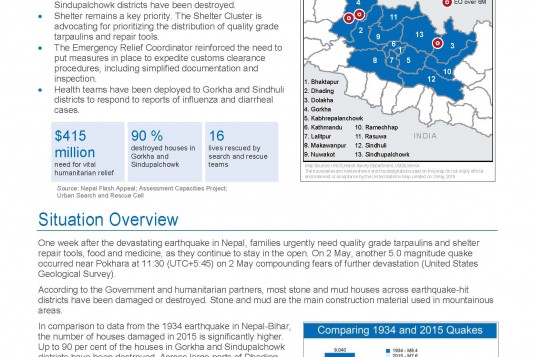 Sindupalchowk districts have been destroyed.
• Shelter remains a key priority. The Shelter Cluster is
advocating for prioritizing the distribution of quality grade
tarpaulins and repair tools.
• The Emergency Relief Coordinator reinforced the need to
put measures in place to expedite customs clearance
procedures, including simplified documentation and
inspection.
• Health teams have been deployed to Gorkha and Sindhuli
districts to respond to reports of influenza and diarrheal
cases.
$415
million
need for vital
humanitarian relief
90 %
destroyed houses in
Gorkha and
Sindupalchowk
16
lives rescued by
search and rescue
teams
Source: Nepal Flash Appeal; Assessment Capacities Project;
Urban Search and Rescue Cell
EQ over 6M
4
2
11
13
9
6
1
3
8
7
5
10
12
1. Bhaktapur
2. Dhading
3. Dolakha
4. Gorkha
5. Kabhrepalanchowk
6. Kathmandu
7. Lalitpur
8. Makawanpur
9. Nuwakot
10. Ramechhap
11. Rasuwa
12. Sindhuli
13. Sindhupalchowk
INDIA
Situation Overview
One week after the devastating earthquake in Nepal, families urgently need quality grade tarpaulins and shelter
repair tools, food and medicine, as they continue to stay in the open. On 2 May, another 5.0 magnitude quake
occurred near Pokhara at 11:30 (UTC+5:45) on 2 May compounding fears of further devastation (United States
Geological Survey).
According to the Government and humanitarian partners, most stone and mud houses across earthquake-hit
districts have been damaged or destroyed. Stone and mud are the main construction material used in mountainous
areas.
In comparison to data from the 1934 earthquake in Nepal-Bihar,
the number of houses damaged in 2015 is significantly higher.
Up to 90 per cent of the houses in Gorkha and Sindupalchowk
districts have been destroyed. Across large parts of Dhading
Comparing 1934 and 2015 Quakes
9,040
1934 - M8.4
2015 - M7.8